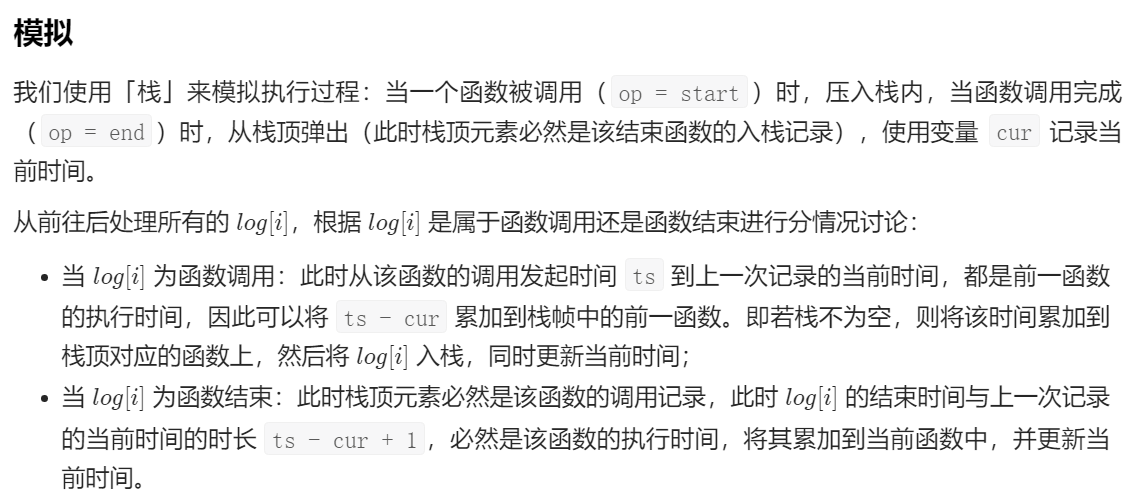 模拟
我们使用「栈」来模拟执行过程：当一个函数被调用（ op = start ）时，压入栈内，当函数调用完成
（ op = end ）时，从栈顶弹出（此时栈顶元素必然是该结束函数的入栈记录），使用变量 cur 记录当
前时间。
从前往后处理所有的 log[i]，根据 log[i] 是属于函数调用还是函数结束进行分情况讨论：
• 当 log[i] 为函数调用：此时从该函数的调用发起时间 ts 到上一次记录的当前时间，都是前一函数
的执行时间，因此可以将 ts - cur 累加到栈帧中的前一函数。即若栈不为空，则将该时间累加到
栈顶对应的函数上，然后将 log[i] 入栈，同时更新当前时间；
• 当 log[i] 为函数结束：此时栈顶元素必然是该函数的调用记录，此时 log[i] 的结束时间与上一次记录
的当前时间的时长 ts - cur + 1 ，必然是该函数的执行时间，将其累加到当前函数中，并更新当
前时间。